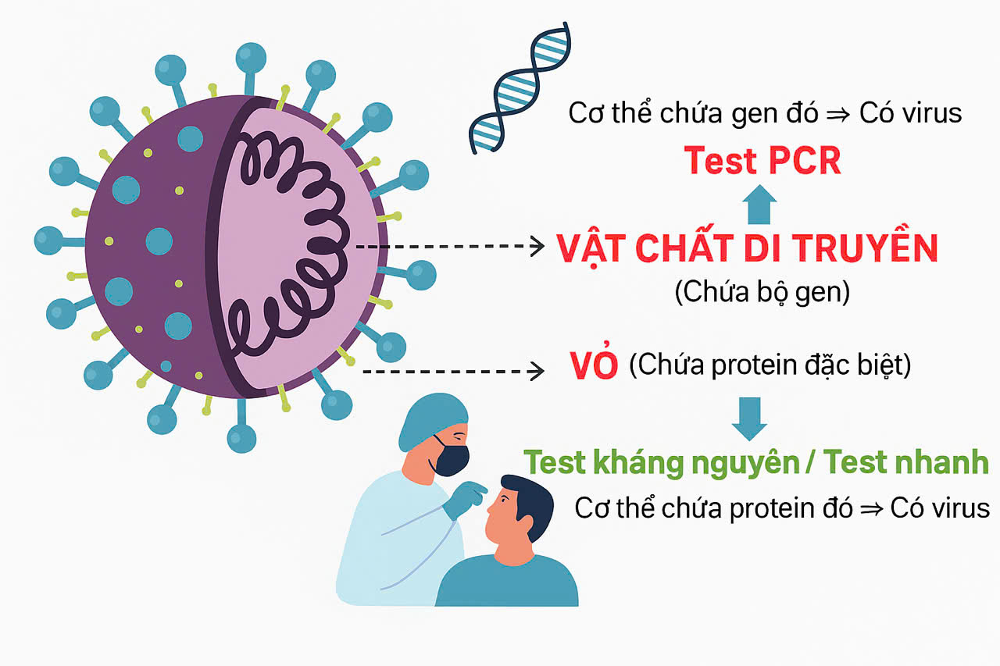 Cơ thể chứa gen đó ⇒ Có virus
Test PCR
VẬT CHẤT DI TRUYỀN
(Chứa bộ gen)
VỎ (Chứa protein đặc biệt)
Test kháng nguyên / Test nhanh
Cơ thể chứa protein đó ⇒ Có virus